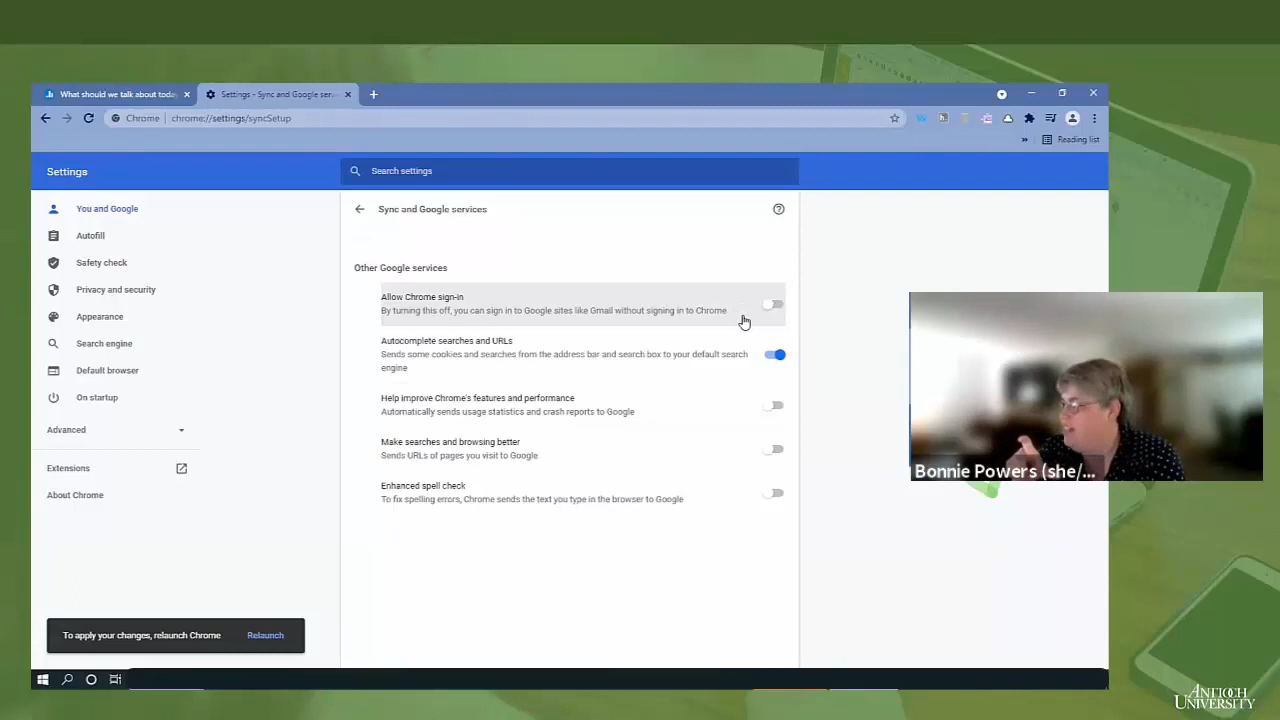 What should we talk about today
Settings - Sync and Google serv
Chrome
chrome://settings/syncSetup
Reading list
Settings
Search settings
You and Google
Autofill
Safety check
Privacy and security
Appearance
Search engine
Default browser
On startup
Advanced
Extensions
About Chrome
Sync and Google services
Other Google services
Allow Chrome sign-in
By turning this off, you can sign in to Google sites like Gmail without signing in to Chrome
Autocomplete searches and URLs
Sends some cookies and searches from the address bar and search box to your default search
engine
Help improve Chrome's features and performance
Automatically sends usage statistics and crash reports to Google
Make searches and browsing better
Sends URLs of pages you visit to Google
Enhanced spell check
To fix spelling errors, Chrome sends the text you type in the browser to Google
To apply your changes, relaunch Chrome
Relaunch
Bonnie Powers (she/...
ANTIOCH
UNIVERSITY